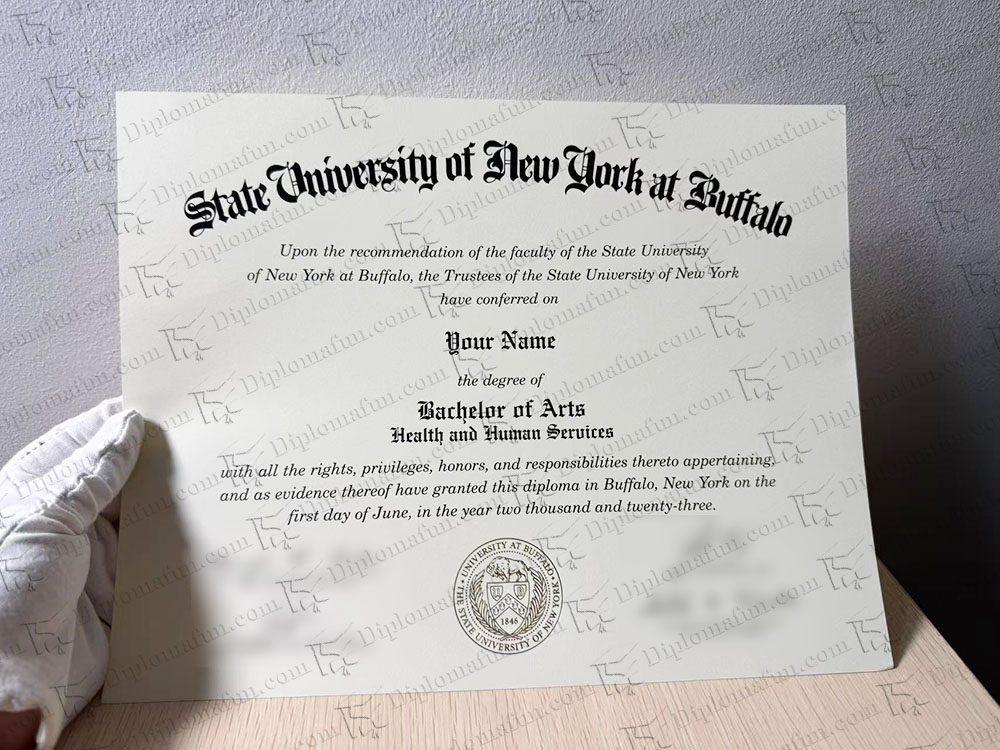 State University of New York at Buffalo
Upon the recommendation of the faculty of the State University
of New York at Buffalo, the Trustees of the State University of New York
have conferred on
Your Name
the degree of
Bachelor of Arts
Health and Human Services
with all the rights, privileges, honors, and responsibilities thereto appertaining,
and as evidence thereof have granted this diploma in Buffalo, New York on the
first day of June, in the year two thousand and twenty-three.
UNIVERSITY AT BUFFALO
THE STATE UNIVERSITY OF NEW YORK
1846
Diplomafun.com